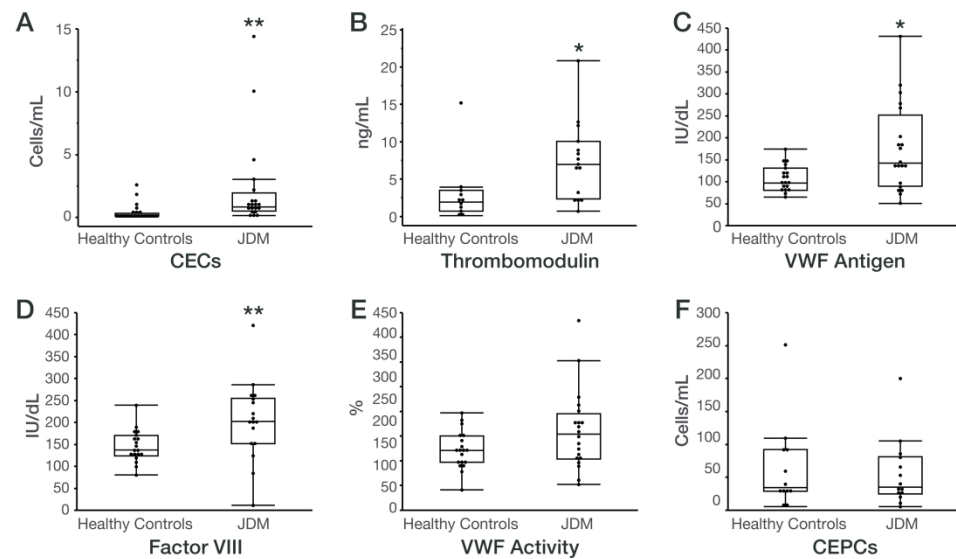 A
**
15
10
5
0
Cells/mL
Healthy Controls JDM
CECs
B
*
25
20
15
10
5
0
ng/mL
Healthy Controls JDM
Thrombomodulin
C
*
450
400
350
300
250
200
150
100
50
0
IU/dL
Healthy Controls JDM
VWF Antigen
D
**
450
400
350
300
250
200
150
100
50
0
IU/dL
Healthy Controls JDM
Factor VIII
E
450
400
350
300
250
200
150
100
50
0
%
Healthy Controls JDM
VWF Activity
F
300
250
200
150
100
50
0
Cells/mL
Healthy Controls JDM
CEPCs